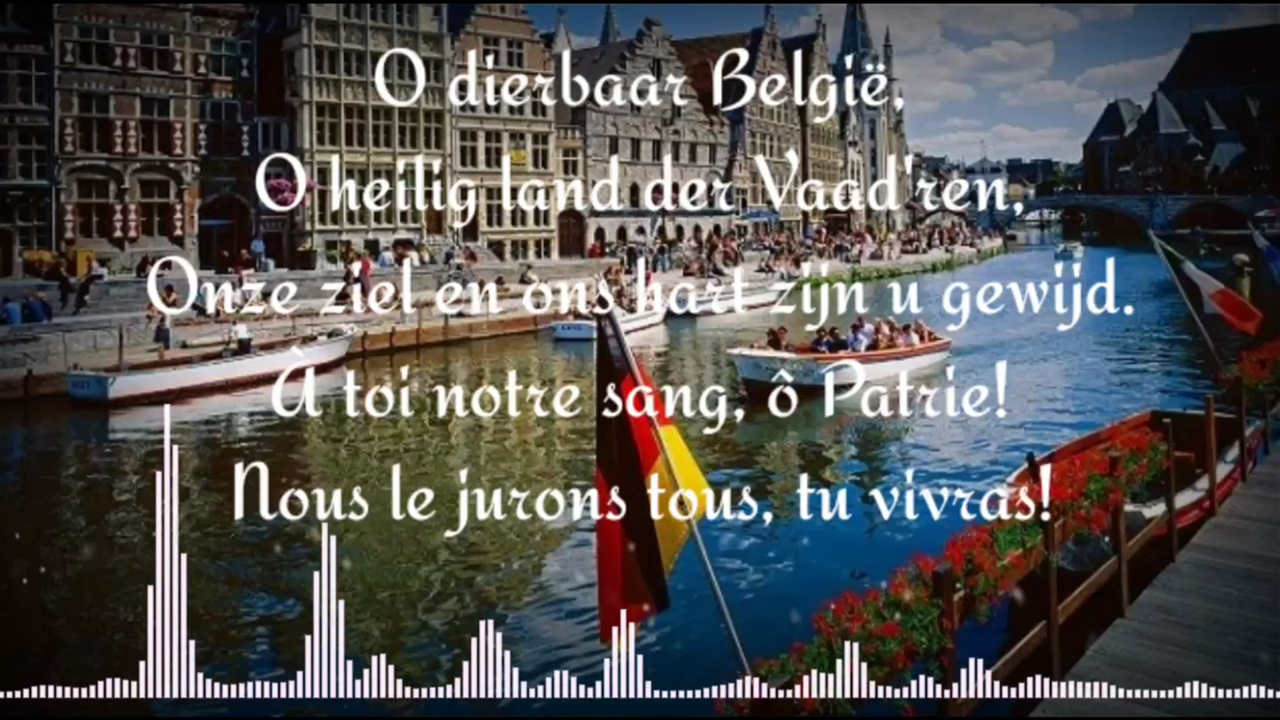 O dierbaar België,
O heilig land der Vaad'ren,
Onze ziel en ons hart zijn u gewijd.
À toi notre sang, ô Patrie!
Nous le jurons tous, tu vivras!